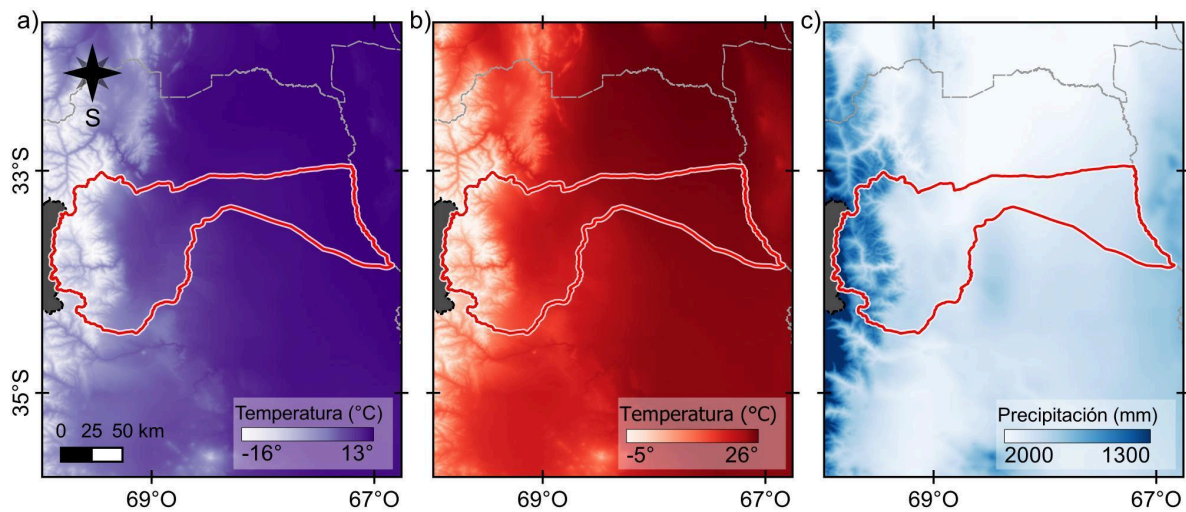 a)
b)
c)
S
33°S
35°S
Temperatura (°C)
-16° 13°
0 25 50 km
Temperatura (°C)
-5° 26°
Precipitación (mm)
2000 1300
69°O 67°O
69°O 67°O
69°O 67°O